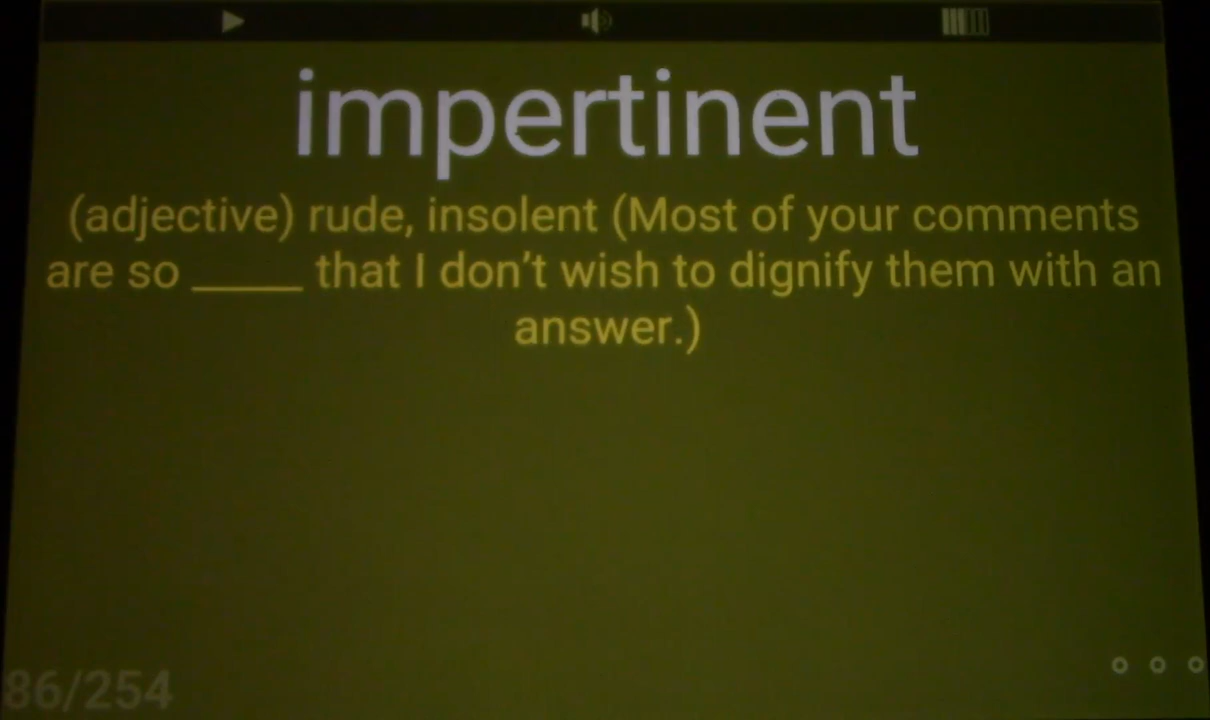 impertinent
(adjective) rude, insolent (Most of your comments
are so _____ that I don’t wish to dignify them with an
answer.)
86/254